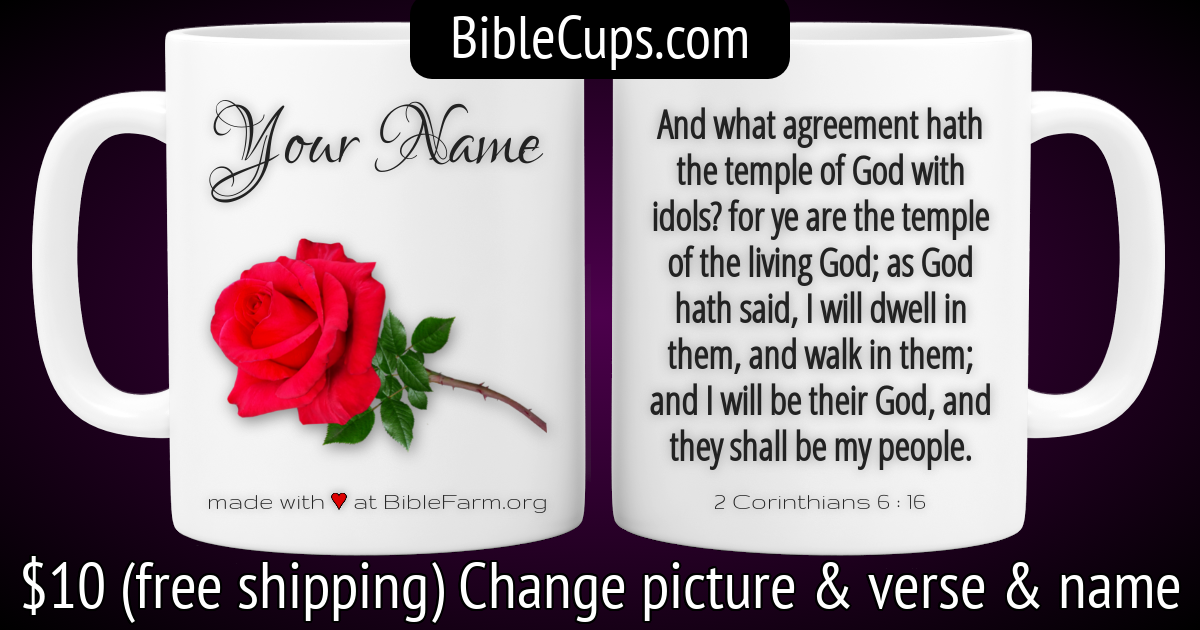 BibleCups.com
Your Name
made with ♥ at BibleFarm.org
And what agreement hath
the temple of God with
idols? for ye are the temple
of the living God; as God
hath said, I will dwell in
them, and walk in them;
and I will be their God, and
they shall be my people.
2 Corinthians 6 : 16
$10 (free shipping) Change picture & verse & name